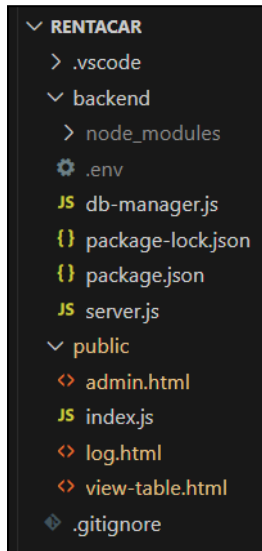 RENTACAR
.vscode
backend
node_modules
.env
JS db-manager.js
{} package-lock.json
{} package.json
JS server.js
public
<> admin.html
JS index.js
<> log.html
<> view-table.html
.gitignore